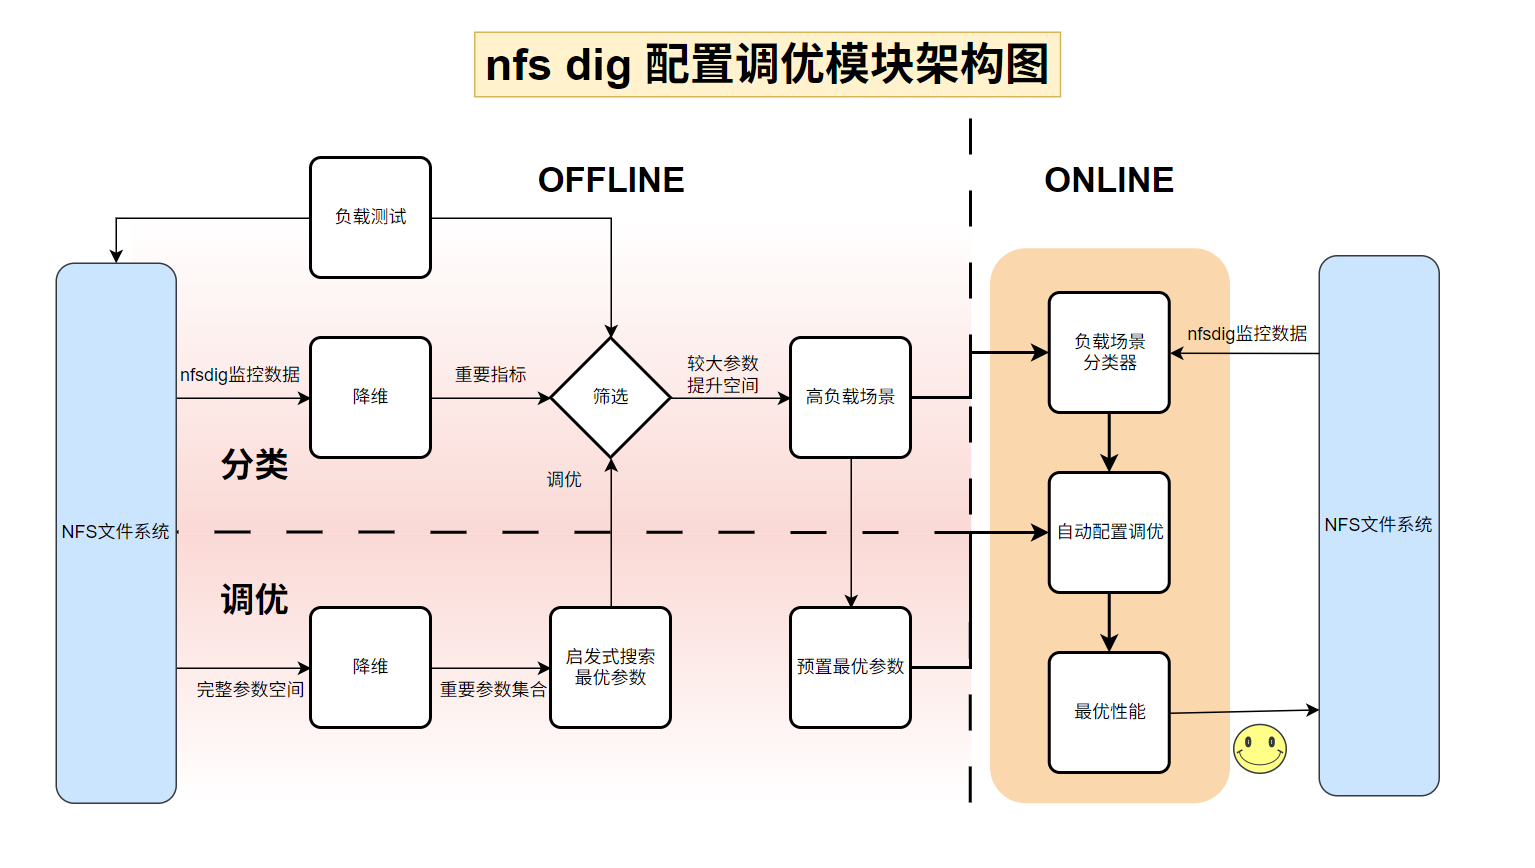 nfs dig 配置调优模块架构图
OFFLINE
ONLINE
负载测试
nfsdig监控数据
降维
重要指标
筛选
较大参数
提升空间
高负载场景
分类
调优
NFS文件系统
调优
完整参数空间
降维
重要参数集合
启发式搜索
最优参数
预置最优参数
负载场景
分类器
nfsdig监控数据
自动配置调优
NFS文件系统
最优性能